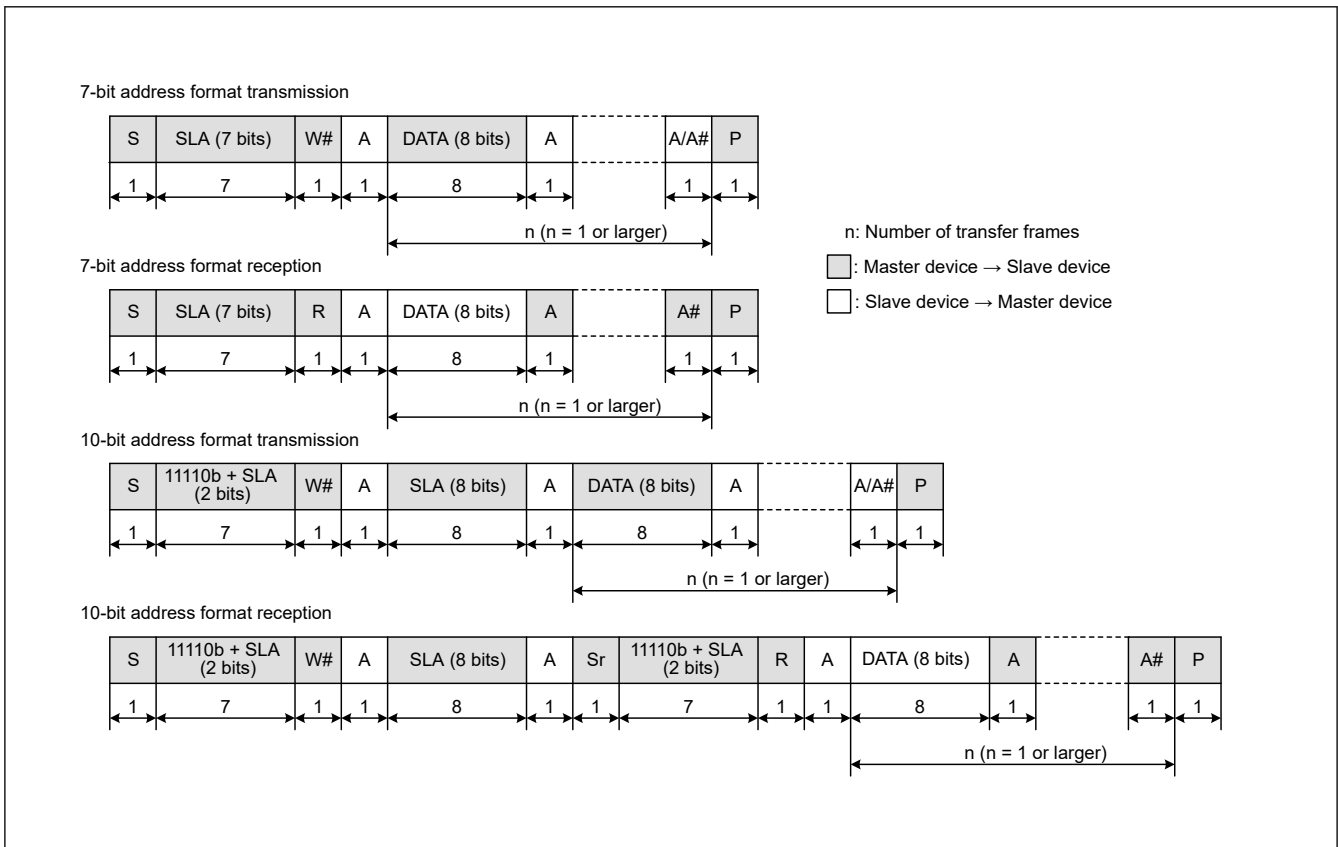 7-bit address format transmission
S SLA (7 bits) W# A DATA (8 bits) A A/A# P
1 7 1 1 8 1 1 1
n (n = 1 or larger)
n: Number of transfer frames
: Master device → Slave device
: Slave device → Master device
7-bit address format reception
S SLA (7 bits) R A DATA (8 bits) A A# P
1 7 1 1 8 1 1 1
n (n = 1 or larger)
10-bit address format transmission
S 11110b + SLA (2 bits) W# A SLA (8 bits) A DATA (8 bits) A A/A# P
1 7 1 1 8 1 8 1 1 1
n (n = 1 or larger)
10-bit address format reception
S 11110b + SLA (2 bits) W# A SLA (8 bits) A Sr 11110b + SLA (2 bits) R A DATA (8 bits) A A# P
1 7 1 1 8 1 1 7 1 1 8 1 1 1
n (n = 1 or larger)